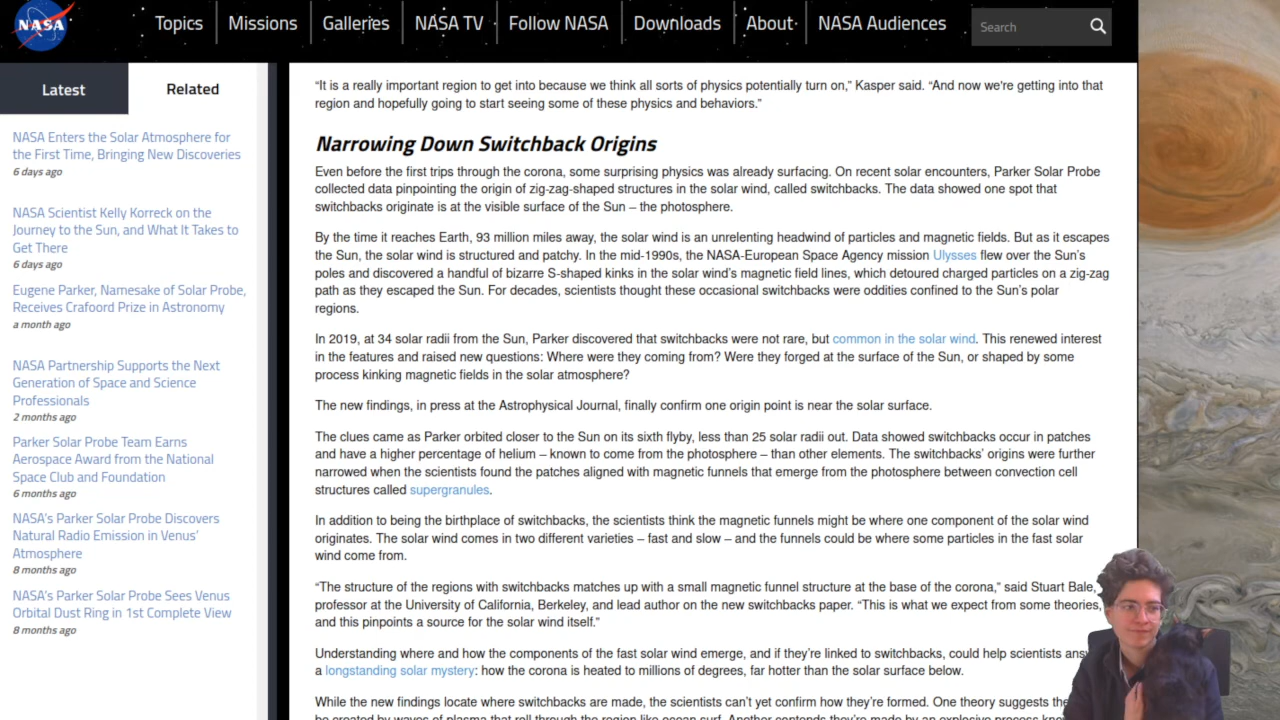 NASA
Topics
Missions
Galleries
NASA TV
Follow NASA
Downloads
About
NASA Audiences
Search
Latest
Related
NASA Enters the Solar Atmosphere for
the First Time, Bringing New Discoveries
6 days ago
NASA Scientist Kelly Korreck on the
Journey to the Sun, and What It Takes to
Get There
6 days ago
Eugene Parker, Namesake of Solar Probe,
Receives Crafoord Prize in Astronomy
a month ago
NASA Partnership Supports the Next
Generation of Space and Science
Professionals
2 months ago
Parker Solar Probe Team Earns
Aerospace Award from the National
Space Club and Foundation
6 months ago
NASA's Parker Solar Probe Discovers
Natural Radio Emission in Venus'
Atmosphere
8 months ago
NASA's Parker Solar Probe Sees Venus
Orbital Dust Ring in 1st Complete View
8 months ago
“It is a really important region to get into because we think all sorts of physics potentially turn on,” Kasper said. “And now we're getting into that
region and hopefully going to start seeing some of these physics and behaviors.”
Narrowing Down Switchback Origins
Even before the first trips through the corona, some surprising physics was already surfacing. On recent solar encounters, Parker Solar Probe
collected data pinpointing the origin of zig-zag-shaped structures in the solar wind, called switchbacks. The data showed one spot that
switchbacks originate is at the visible surface of the Sun – the photosphere.
By the time it reaches Earth, 93 million miles away, the solar wind is an unrelenting headwind of particles and magnetic fields. But as it escapes
the Sun, the solar wind is structured and patchy. In the mid-1990s, the NASA-European Space Agency mission Ulysses flew over the Sun's
poles and discovered a handful of bizarre S-shaped kinks in the solar wind's magnetic field lines, which detoured charged particles on a zig-zag
path as they escaped the Sun. For decades, scientists thought these occasional switchbacks were oddities confined to the Sun's polar
regions.
In 2019, at 34 solar radii from the Sun, Parker discovered that switchbacks were not rare, but common in the solar wind. This renewed interest
in the features and raised new questions: Where were they coming from? Were they forged at the surface of the Sun, or shaped by some
process kinking magnetic fields in the solar atmosphere?
The new findings, in press at the Astrophysical Journal, finally confirm one origin point is near the solar surface.
The clues came as Parker orbited closer to the Sun on its sixth flyby, less than 25 solar radii out. Data showed switchbacks occur in patches
and have a higher percentage of helium – known to come from the photosphere – than other elements. The switchbacks' origins were further
narrowed when the scientists found the patches aligned with magnetic funnels that emerge from the photosphere between convection cell
structures called supergranules.
In addition to being the birthplace of switchbacks, the scientists think the magnetic funnels might be where one component of the solar wind
originates. The solar wind comes in two different varieties – fast and slow – and the funnels could be where some particles in the fast solar
wind come from.
“The structure of the regions with switchbacks matches up with a small magnetic funnel structure at the base of the corona,” said Stuart Bale,
professor at the University of California, Berkeley, and lead author on the new switchbacks paper. “This is what we expect from some theories,
and this pinpoints a source for the solar wind itself.”
Understanding where and how the components of the fast solar wind emerge, and if they're linked to switchbacks, could help scientists
a longstanding solar mystery: how the corona is heated to millions of degrees, far hotter than the solar surface below.
While the new findings locate where switchbacks are made, the scientists can't yet confirm how they're formed. One theory suggests
be created by waves of plasma that roll through the region like ocean surf. Another contends they're made by an explosive process